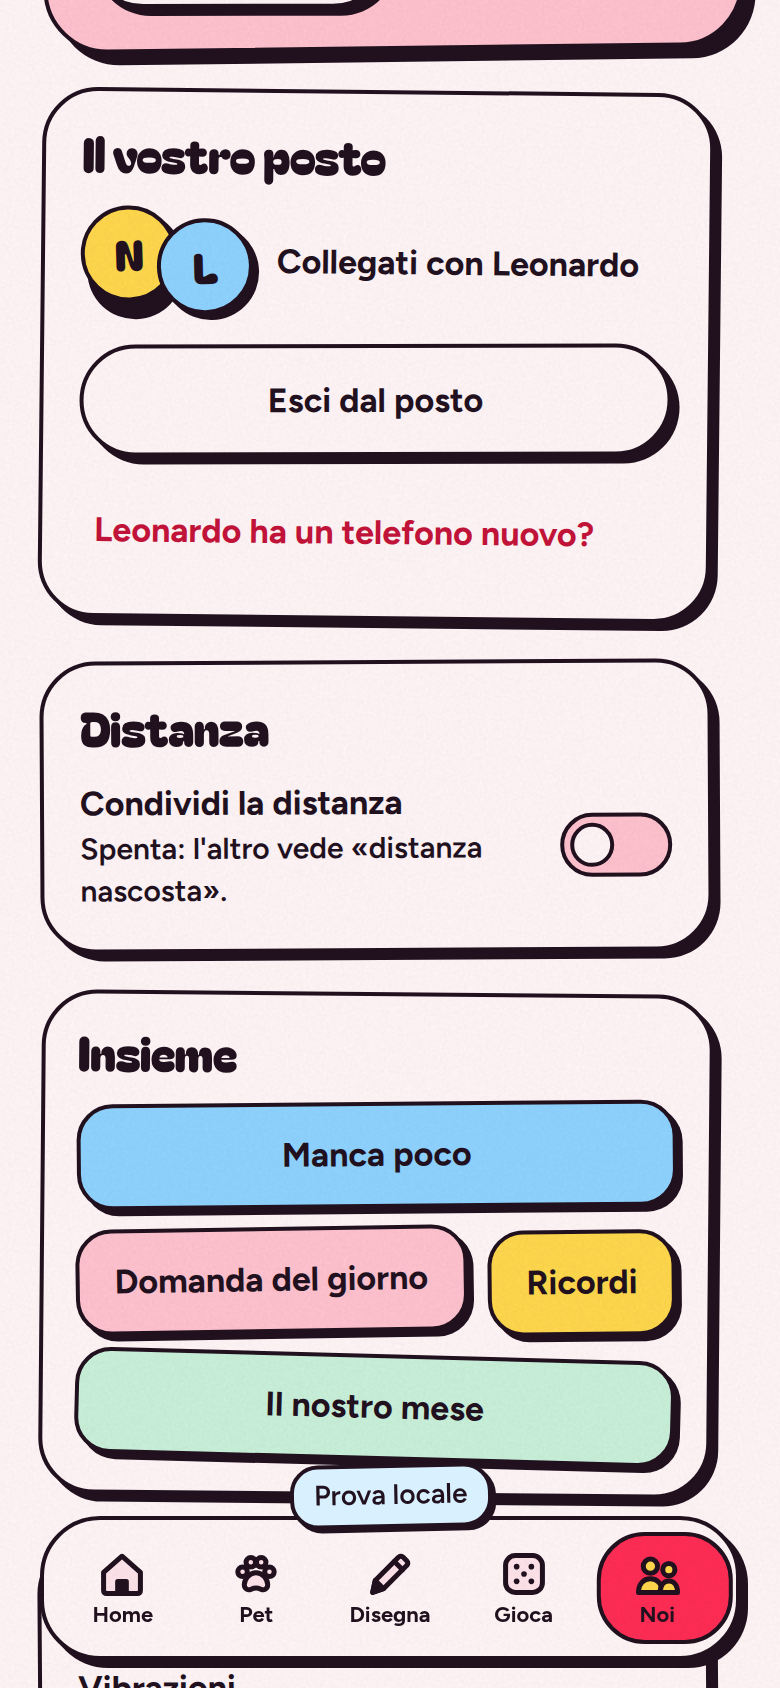 Il vostro posto
N
L
Collegati con Leonardo
Esci dal posto
Leonardo ha un telefono nuovo?
Distanza
Condividi la distanza
Spenta: l'altro vede «distanza
nascosta».
Insieme
Manca poco
Domanda del giorno
Ricordi
Il nostro mese
Prova locale
Home
Pet
Disegna
Gioca
Noi
Vibrazioni